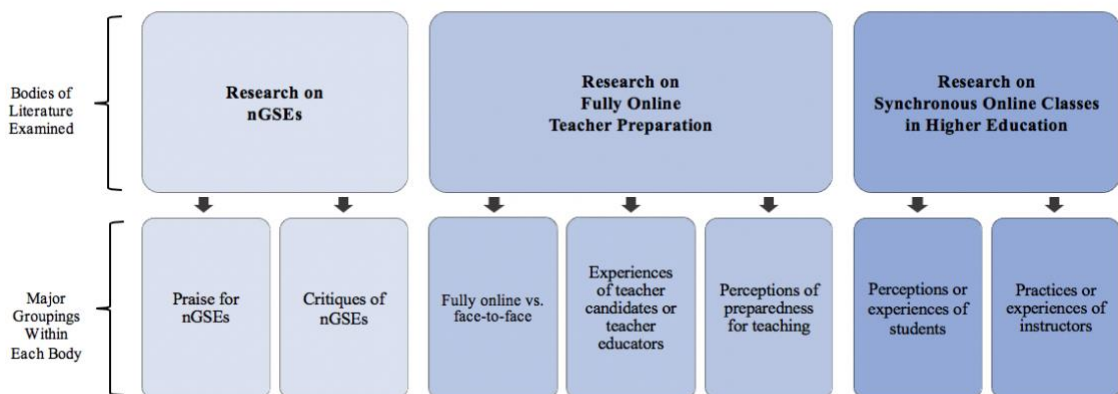 Bodies of
Literature
Examined
Research on
nGSEs
Research on
Fully Online
Teacher Preparation
Research on
Synchronous Online Classes
in Higher Education
Major
Groupings
Within
Each Body
Praise for
nGSEs
Critiques of
nGSEs
Fully online vs.
face-to-face
Experiences
of teacher
candidates or
teacher
educators
Perceptions of
preparedness
for teaching
Perceptions or
experiences of
students
Practices or
experiences of
instructors